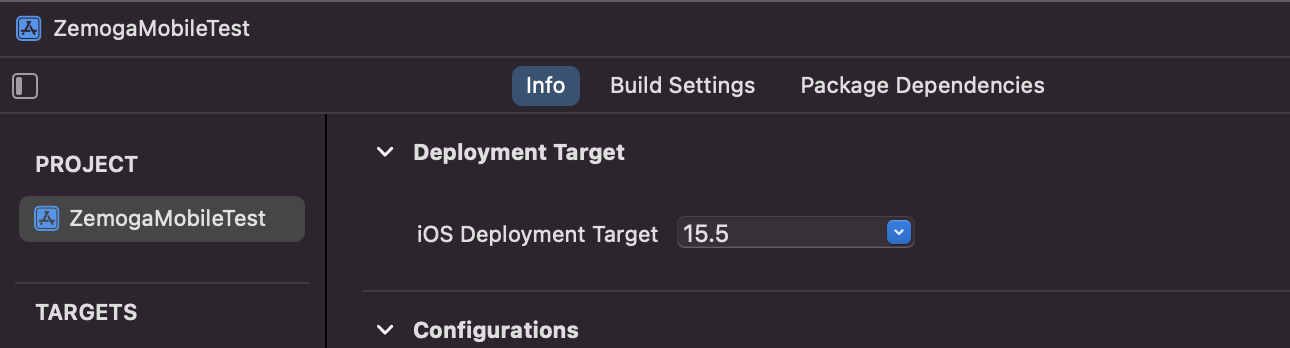 ZemogaMobileTest
Info Build Settings Package Dependencies
PROJECT
ZemogaMobileTest
TARGETS
Deployment Target
iOS Deployment Target 15.5
Configurations